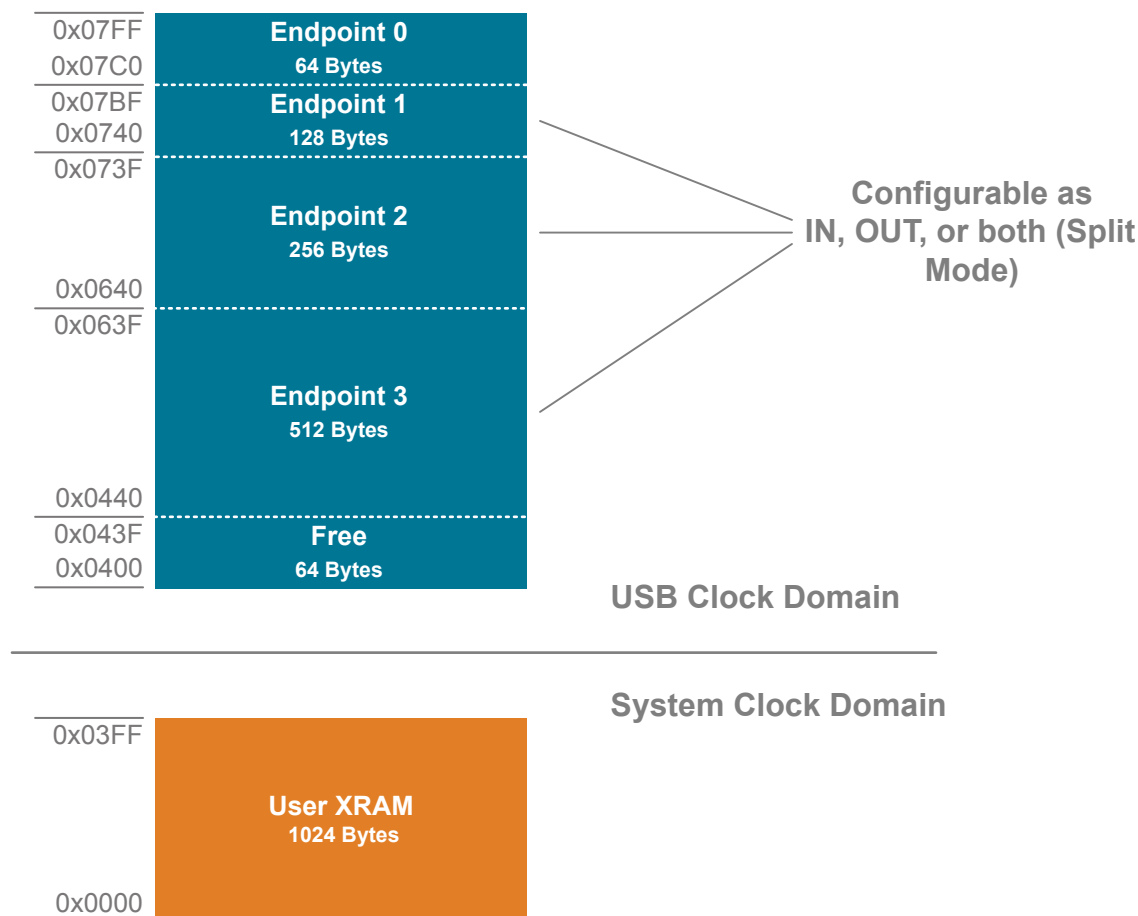 0x07FF
Endpoint 0
0x07C0
64 Bytes
0x07BF
Endpoint 1
0x0740
128 Bytes
0x073F
Endpoint 2
256 Bytes
0x0640
Configurable as
IN, OUT, or both (Split
Mode)
0x063F
Endpoint 3
512 Bytes
0x0440
0x043F
Free
0x0400
64 Bytes
USB Clock Domain
System Clock Domain
0x03FF
User XRAM
1024 Bytes
0x0000